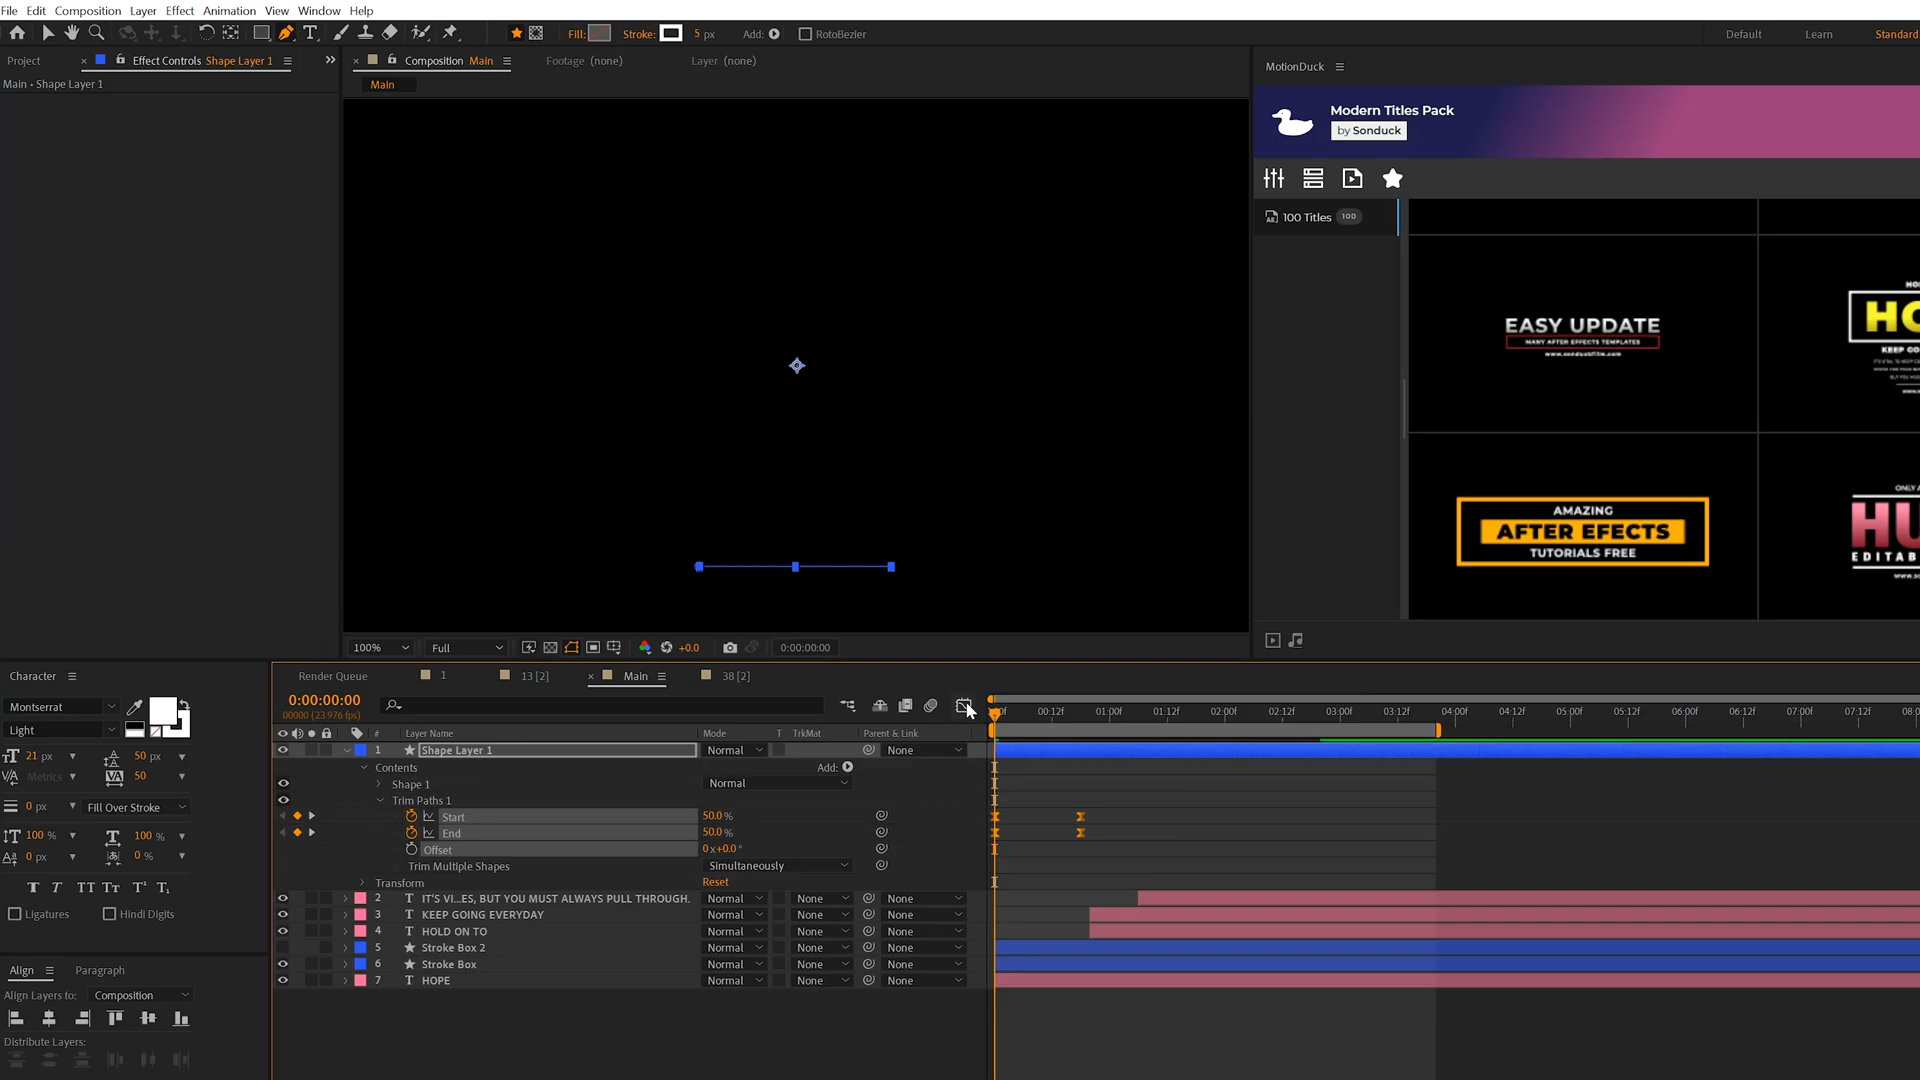 File Edit Composition Layer Effect Animation View Window Help
Fill: Stroke: 5 px Add: RotoBezier Default Learn Standard
Project × Effect Controls Shape Layer 1 × Composition Main Footage (none) Layer (none)
Main • Shape Layer 1
Main
MotionDuck
Modern Titles Pack
by Sonduck
100 Titles 100
EASY UPDATE
MANY AFTER EFFECTS TEMPLATES
www.sonduckfilm.com
HO
KEEP GO
AMAZING
AFTER EFECTS
TUTORIALS FREE
ONLY
HU
EDITAB
100% Full +0.0 0:00:00:00
Character
Montserrat
Light
21 px 50 px
Metrics 50
0 px Fill Over Stroke
100 % 100 %
0 px 0 %
T T TT Tr T¹ T₁
Ligatures Hindi Digits
Align Paragraph
Align Layers to: Composition
Distribute Layers:
Render Queue 1 13 [2] × Main 38 [2]
0:00:00:00
00000 (23.976 fps)
00:12f 01:00f 01:12f 02:00f 02:12f 03:00f 03:12f 04:00f 04:12f 05:00f 05:12f 06:00f 06:12f 07:00f 07:12f
# Layer Name Mode T TrkMat Parent & Link
1 Shape Layer 1 Normal None
Contents Add:
Shape 1 Normal
Trim Paths 1
Start 50.0 %
End 50.0 %
Offset 0 x+0.0 °
Trim Multiple Shapes Simultaneously
Transform Reset
2 T IT'S VI...ES, BUT YOU MUST ALWAYS PULL THROUGH. Normal None None
3 T KEEP GOING EVERYDAY Normal None None
4 T HOLD ON TO Normal None None
5 Stroke Box 2 Normal None None
6 Stroke Box Normal None None
7 T HOPE Normal None None